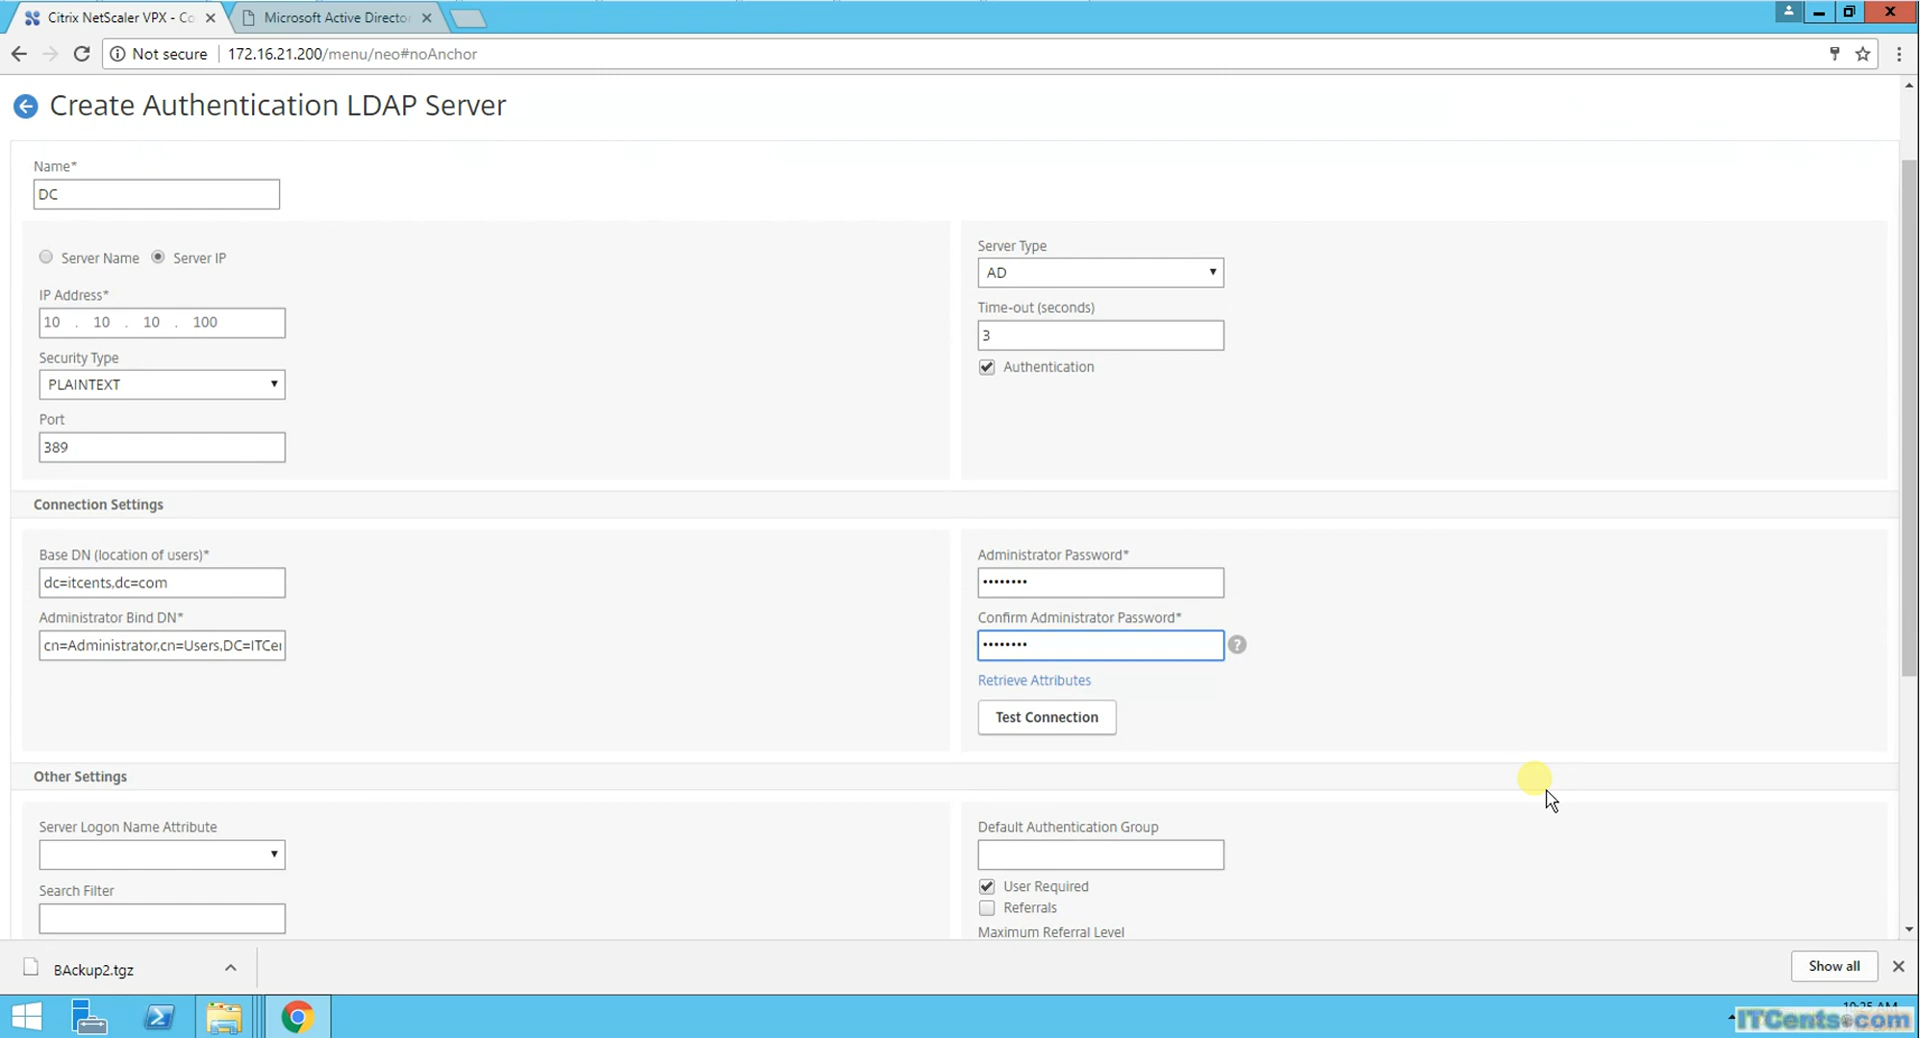 Citrix NetScaler VPX - Co
Microsoft Active Director
Not secure 172.16.21.200/menu/neo#noAnchor
Create Authentication LDAP Server
Name*
DC
Server Name Server IP
IP Address*
10 . 10 . 10 . 100
Security Type
PLAINTEXT
Port
389
Server Type
AD
Time-out (seconds)
3
Authentication
Connection Settings
Base DN (location of users)*
dc=itcents,dc=com
Administrator Bind DN*
cn=Administrator,cn=Users,DC=ITCe
Administrator Password*
••••••••
Confirm Administrator Password*
••••••••
?
Retrieve Attributes
Test Connection
Other Settings
Server Logon Name Attribute
Search Filter
Default Authentication Group
User Required
Referrals
Maximum Referral Level
BAckup2.tgz
Show all
ITCents.com